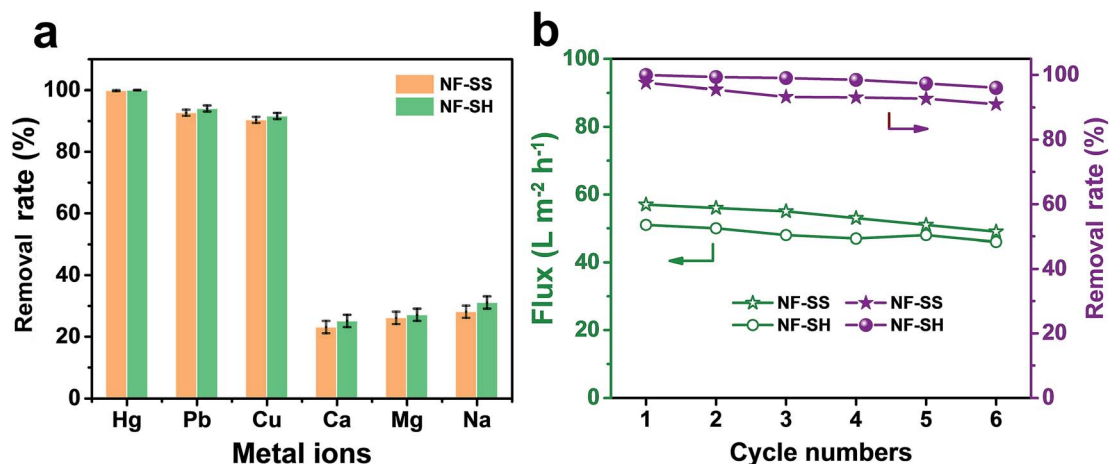 a
Removal rate (%)
100
80
60
40
20
0
NF-SS
NF-SH
Hg Pb Cu Ca Mg Na
Metal ions
b
Flux (L m⁻² h⁻¹)
100
80
60
40
20
0
NF-SS NF-SS
NF-SH NF-SH
1 2 3 4 5 6
Cycle numbers
100
80
60
40
20
0
Removal rate (%)